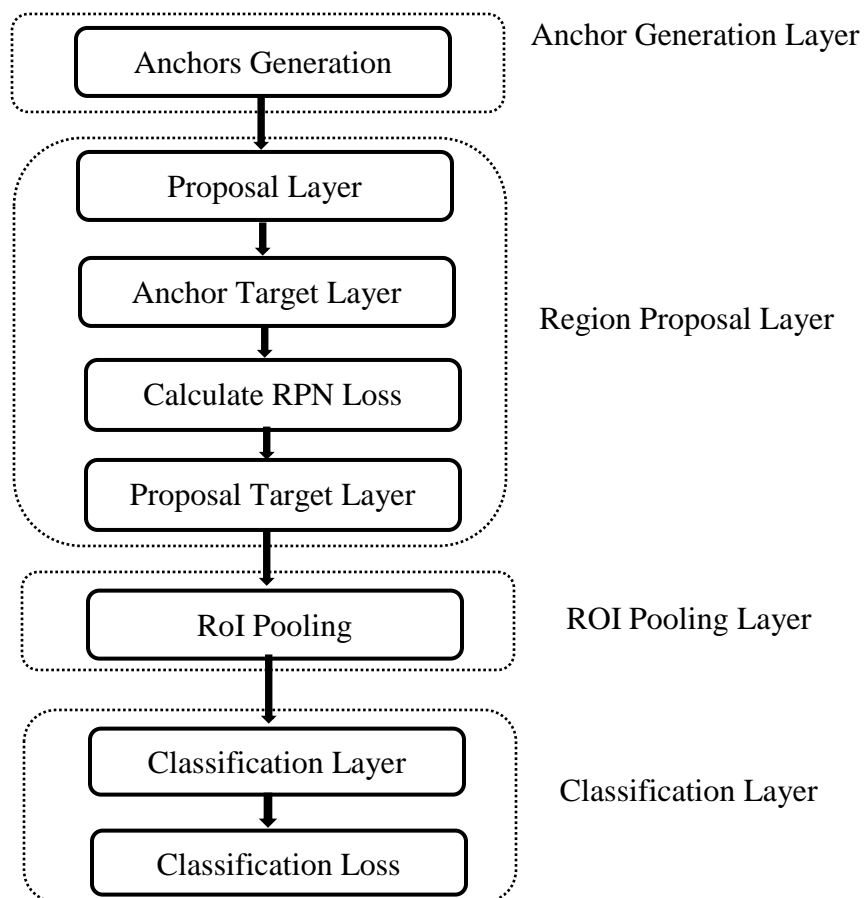 Anchor Generation Layer
Anchors Generation
Proposal Layer
Anchor Target Layer
Region Proposal Layer
Calculate RPN Loss
Proposal Target Layer
RoI Pooling
ROI Pooling Layer
Classification Layer
Classification Layer
Classification Loss